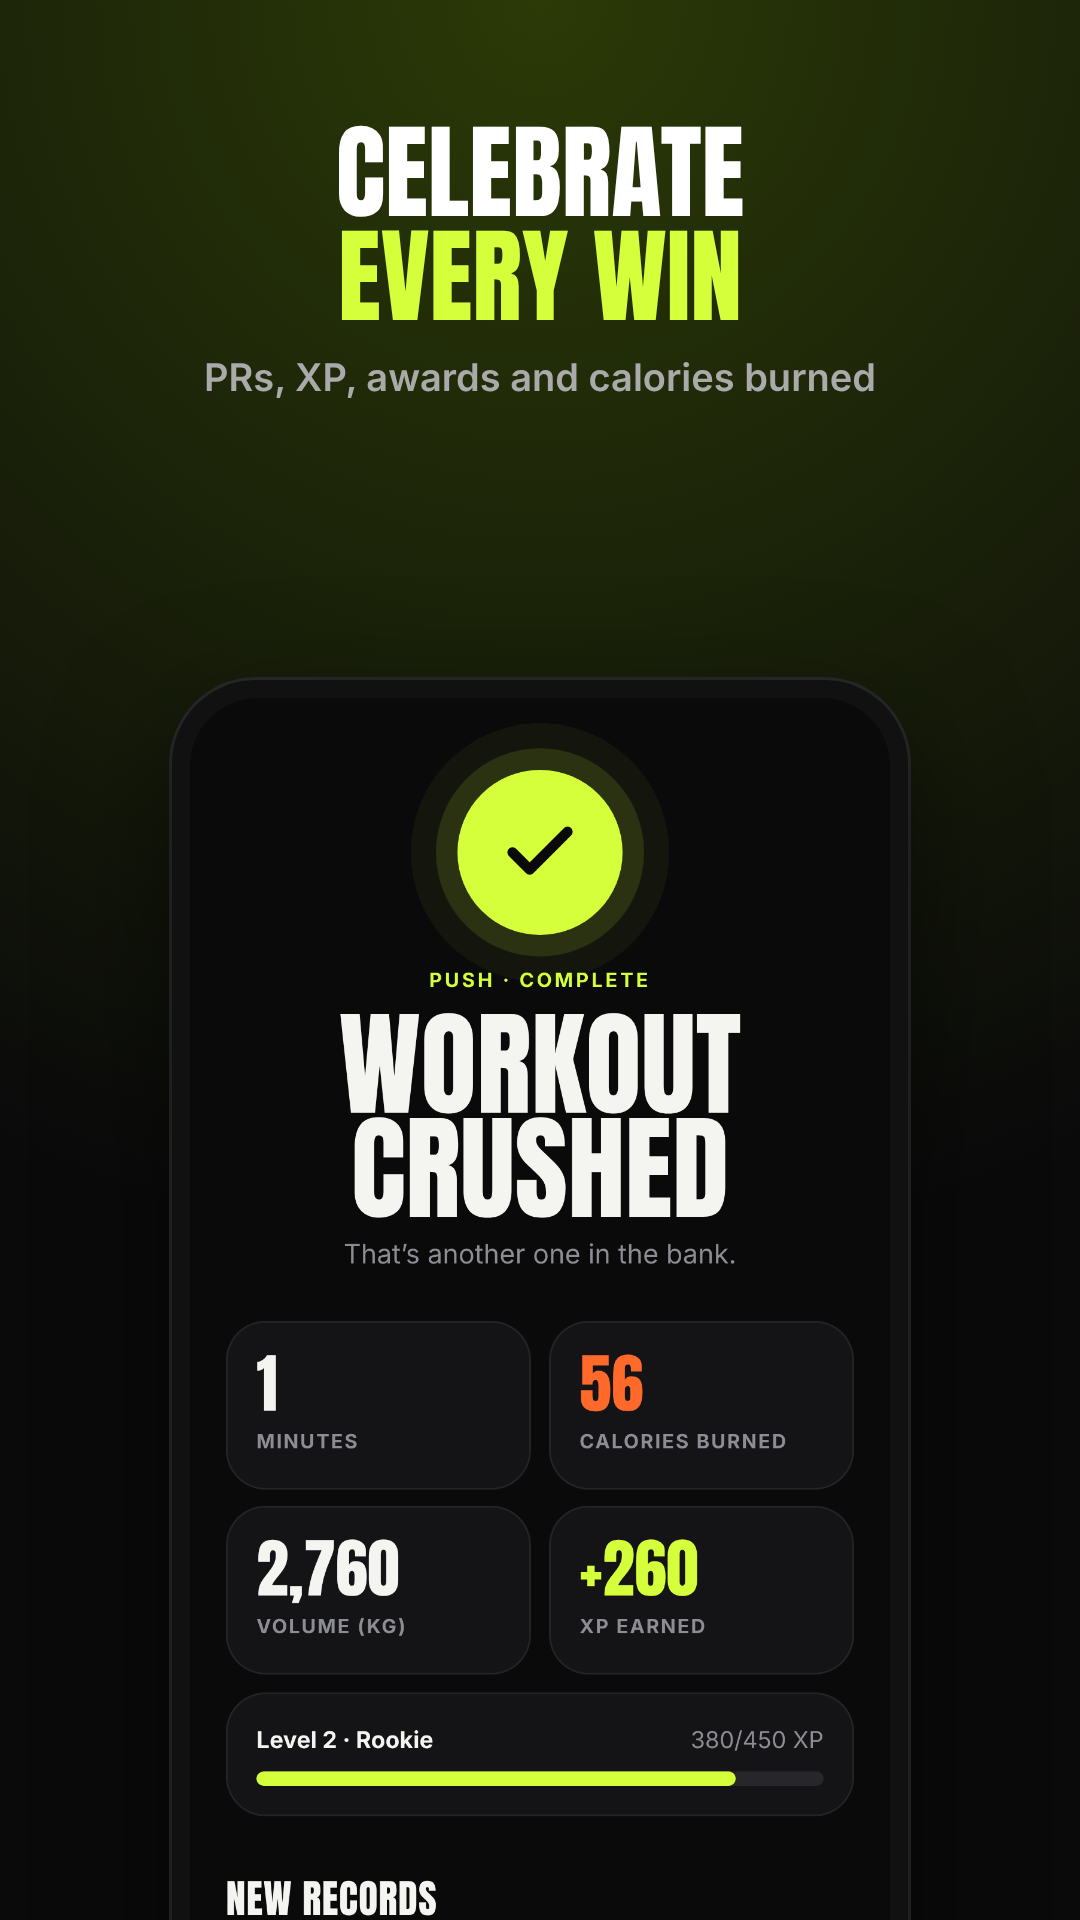 CELEBRATE
EVERY WIN
PRs, XP, awards and calories burned
PUSH · COMPLETE
WORKOUT
CRUSHED
That’s another one in the bank.
1
MINUTES
56
CALORIES BURNED
2,760
VOLUME (KG)
+260
XP EARNED
Level 2 · Rookie 380/450 XP
NEW RECORDS